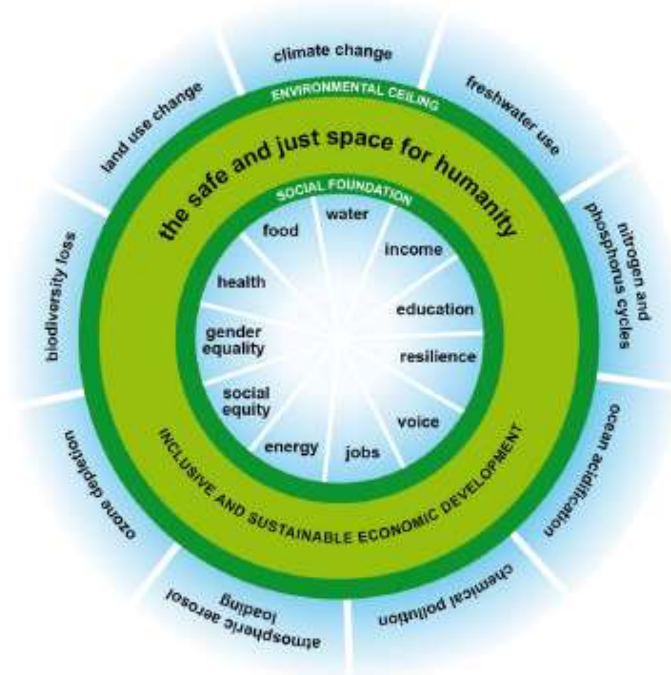 climate change
freshwater use
nitrogen and
phosphorus cycles
ocean acidification
chemical pollution
atmospheric aerosol
loading
ozone depletion
biodiversity loss
land use change
ENVIRONMENTAL CEILING
the safe and just space for humanity
SOCIAL FOUNDATION
water
income
education
resilience
voice
jobs
energy
social
equity
gender
equality
health
food
INCLUSIVE AND SUSTAINABLE ECONOMIC DEVELOPMENT